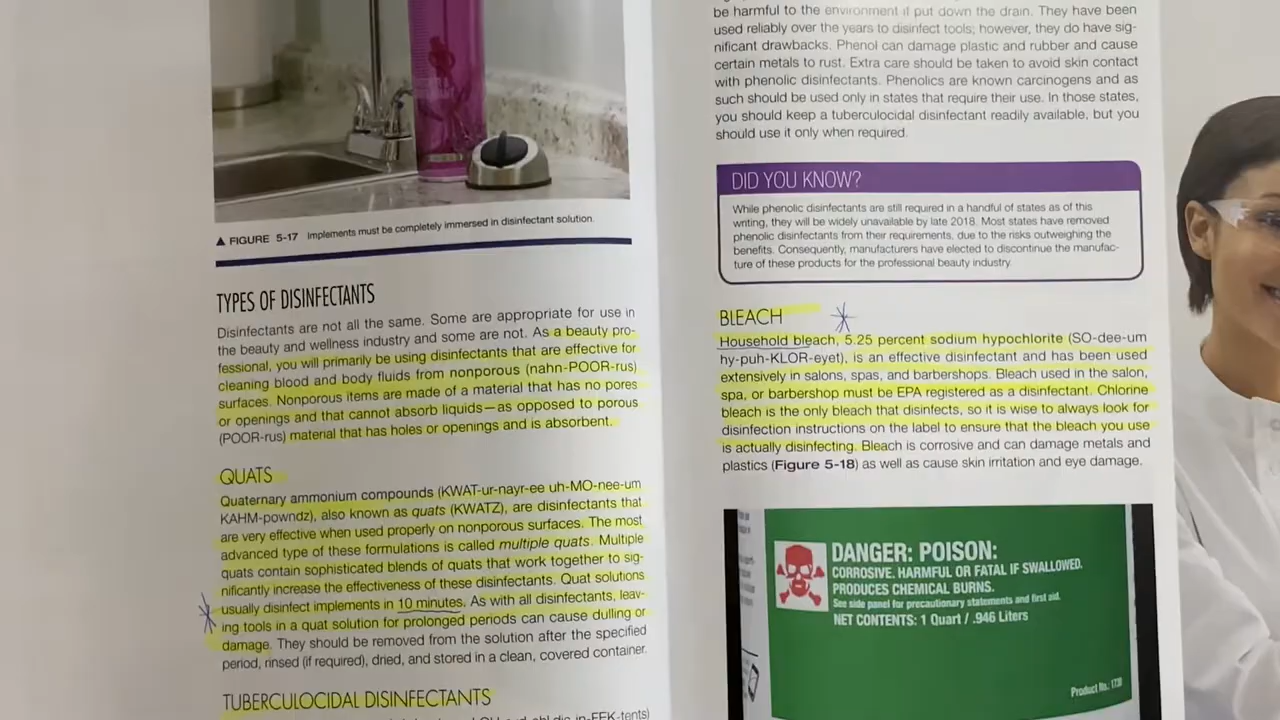 ▲ FIGURE 5-17 Implements must be completely immersed in disinfectant solution.
TYPES OF DISINFECTANTS
Disinfectants are not all the same. Some are appropriate for use in
the beauty and wellness industry and some are not. As a beauty pro-
fessional, you will primarily be using disinfectants that are effective for
cleaning blood and body fluids from nonporous (nahn-POOR-rus)
surfaces. Nonporous items are made of a material that has no pores
or openings and that cannot absorb liquids—as opposed to porous
(POOR-rus) material that has holes or openings and is absorbent.
QUATS
Quaternary ammonium compounds (KWAT-ur-nayr-ee uh-MO-nee-um
KAHM-powndz), also known as quats (KWATZ), are disinfectants that
are very effective when used properly on nonporous surfaces. The most
advanced type of these formulations is called multiple quats. Multiple
quats contain sophisticated blends of quats that work together to sig-
nificantly increase the effectiveness of these disinfectants. Quat solutions
usually disinfect implements in 10 minutes. As with all disinfectants, leav-
ing tools in a quat solution for prolonged periods can cause dulling or
damage. They should be removed from the solution after the specified
period, rinsed (if required), dried, and stored in a clean, covered container.
TUBERCULOCIDAL DISINFECTANTS
be harmful to the environment if put down the drain. They have been
used reliably over the years to disinfect tools; however, they do have sig-
nificant drawbacks. Phenol can damage plastic and rubber and cause
certain metals to rust. Extra care should be taken to avoid skin contact
with phenolic disinfectants. Phenolics are known carcinogens and as
such should be used only in states that require their use. In those states,
you should keep a tuberculocidal disinfectant readily available, but you
should use it only when required.
DID YOU KNOW?
While phenolic disinfectants are still required in a handful of states as of this
writing, they will be widely unavailable by late 2018. Most states have removed
phenolic disinfectants from their requirements, due to the risks outweighing the
benefits. Consequently, manufacturers have elected to discontinue the manufac-
ture of these products for the professional beauty industry.
BLEACH
Household bleach, 5.25 percent sodium hypochlorite (SO-dee-um
hy-puh-KLOR-eyet), is an effective disinfectant and has been used
extensively in salons, spas, and barbershops. Bleach used in the salon,
spa, or barbershop must be EPA registered as a disinfectant. Chlorine
bleach is the only bleach that disinfects, so it is wise to always look for
disinfection instructions on the label to ensure that the bleach you use
is actually disinfecting. Bleach is corrosive and can damage metals and
plastics (Figure 5-18) as well as cause skin irritation and eye damage.
DANGER: POISON:
CORROSIVE. HARMFUL OR FATAL IF SWALLOWED.
PRODUCES CHEMICAL BURNS.
See side panel for precautionary statements and first aid.
NET CONTENTS: 1 Quart / .946 Liters